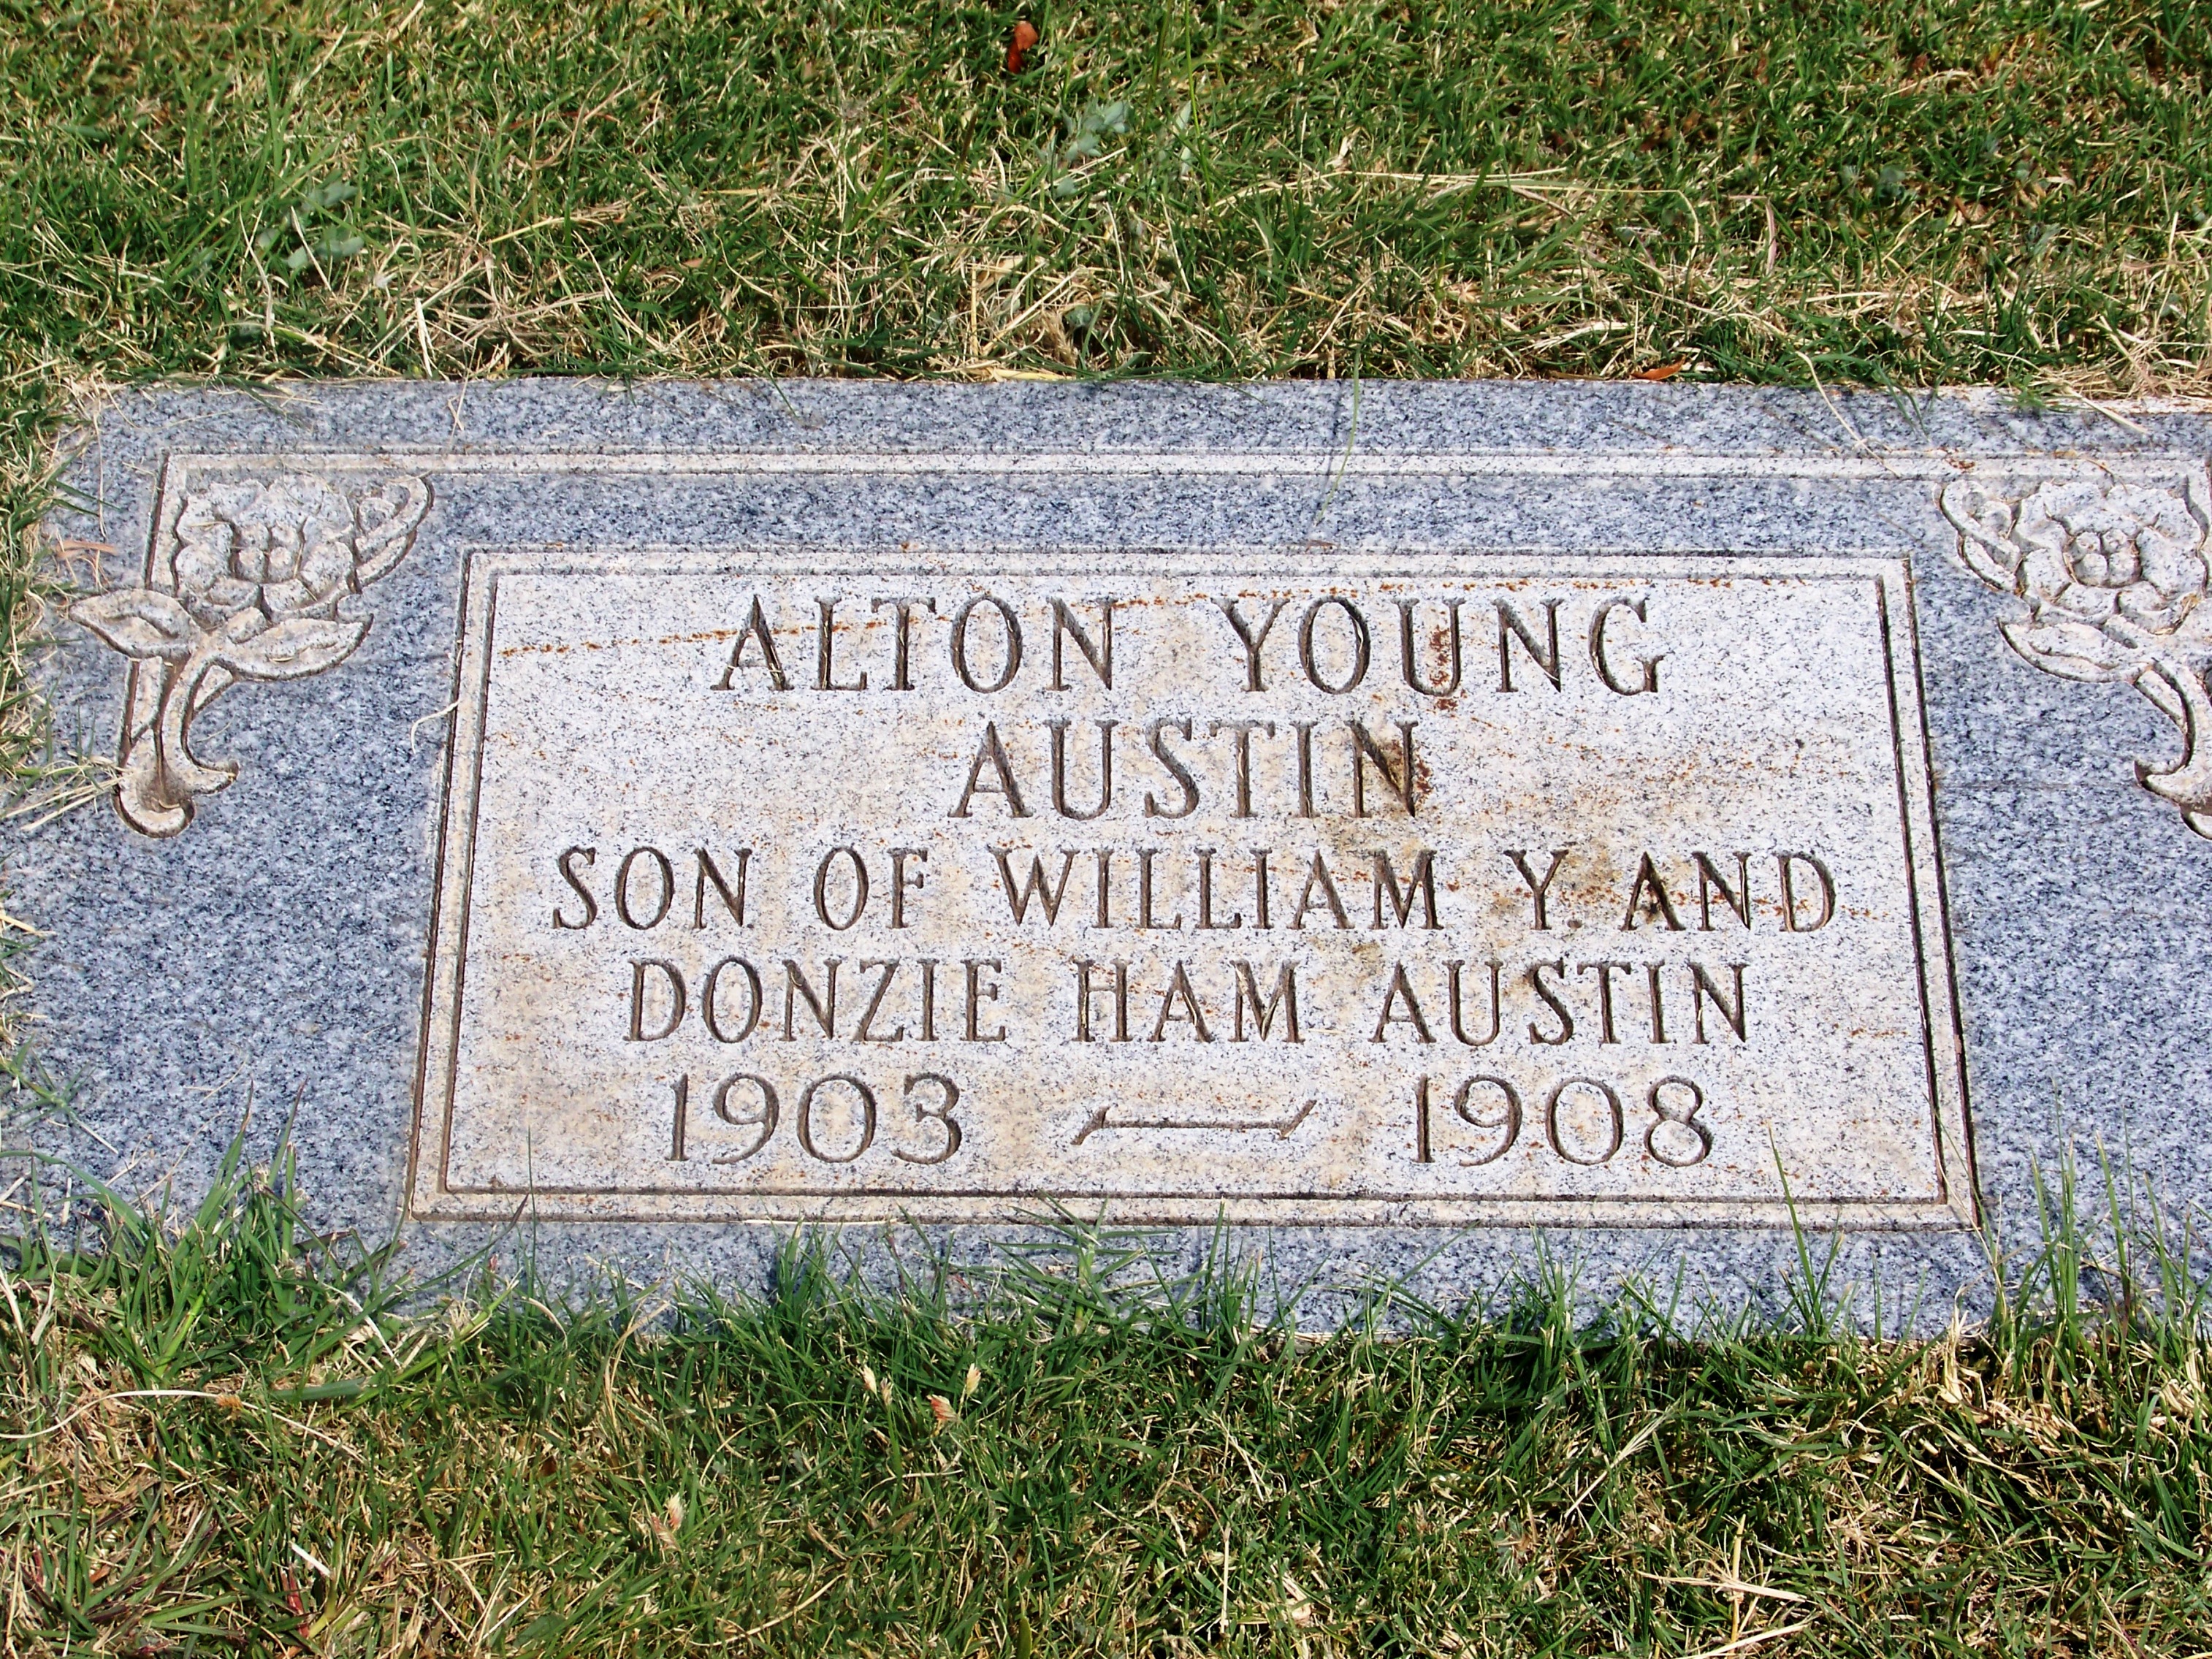 ALTON YOUNG
AUSTIN
SON OF WILLIAM Y. AND
DONZIE HAM AUSTIN
1903 — 1908